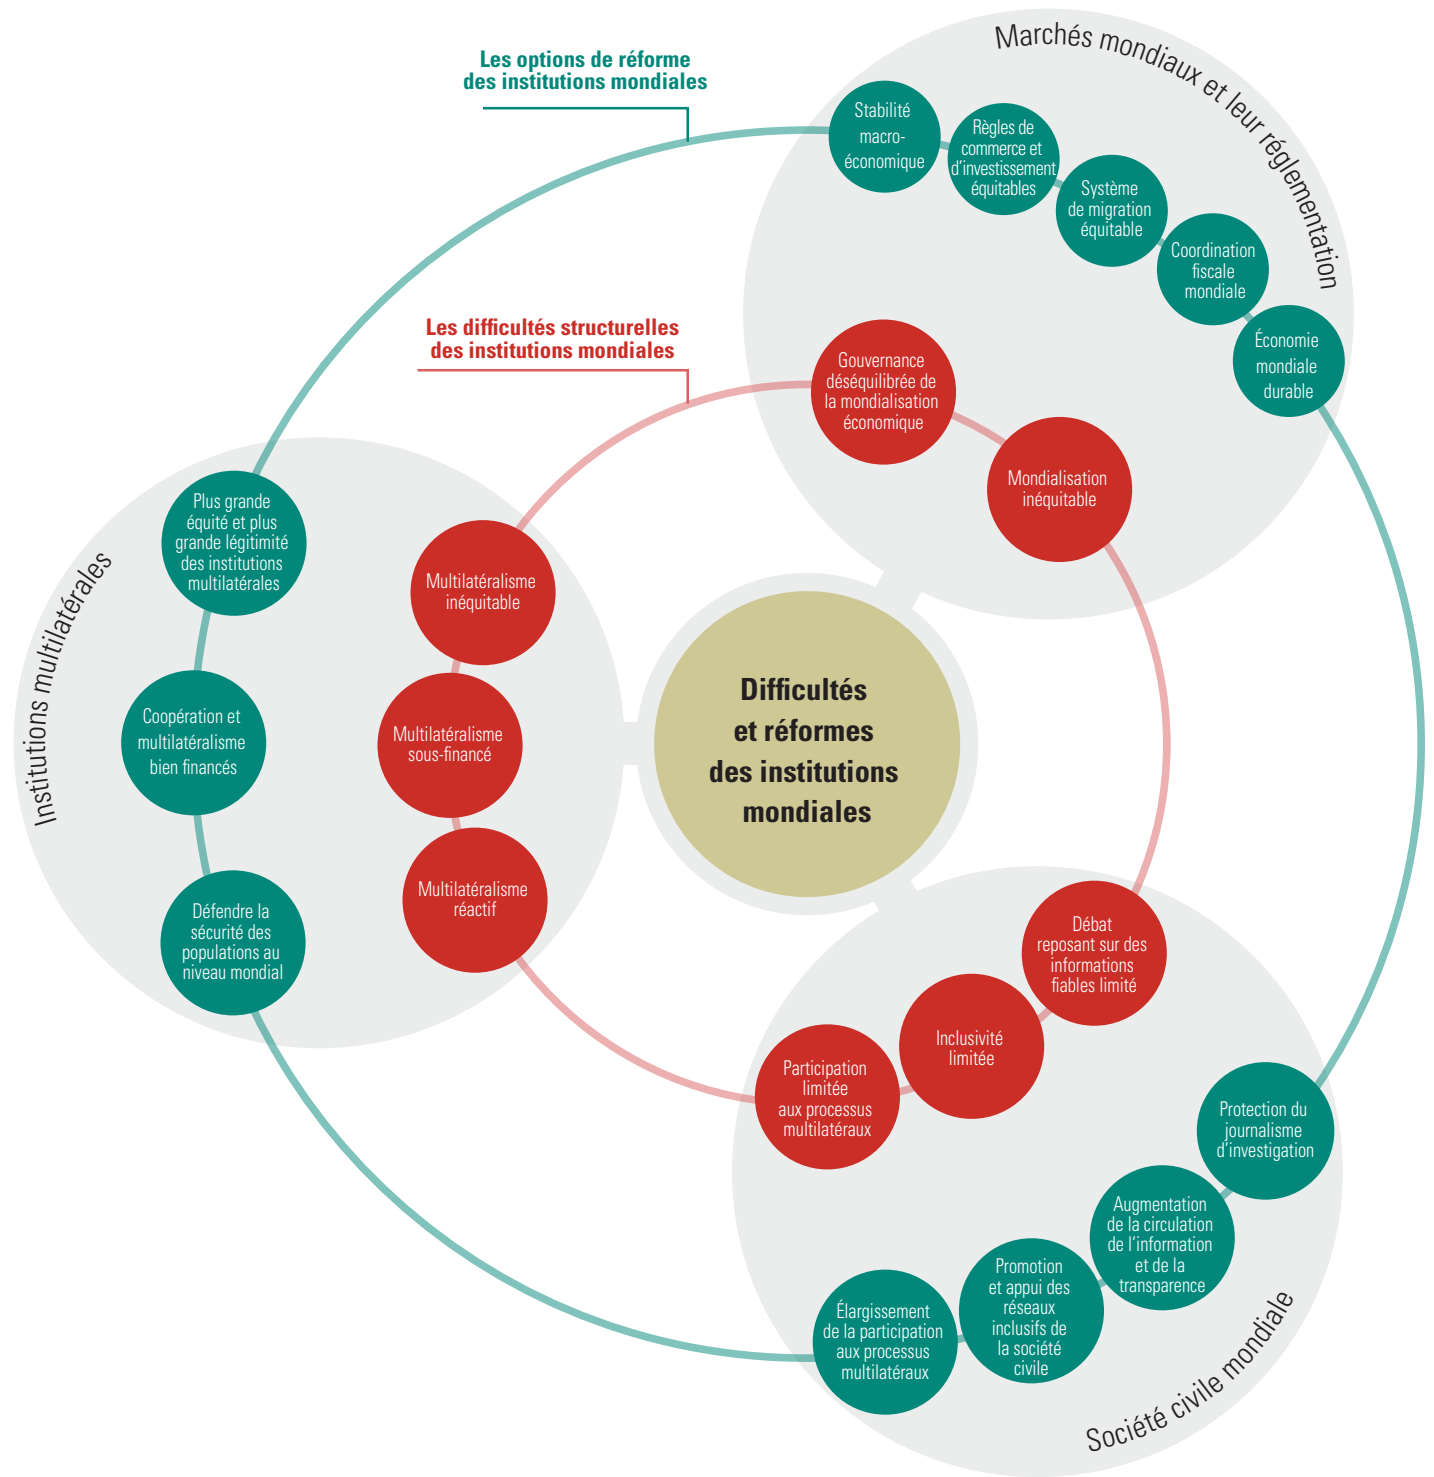 Les options de réforme
des institutions mondiales
Marchés mondiaux et leur réglementation
Stabilité
macro-
économique
Règles de
commerce et
d'investissement
équitables
Système
de migration
équitable
Coordination
fiscale
mondiale
Économie
mondiale
durable
Les difficultés structurelles
des institutions mondiales
Gouvernance
déséquilibrée de
la mondialisation
économique
Mondialisation
inéquitable
Institutions multilatérales
Plus grande
équité et plus
grande légitimité
des institutions
multilatérales
Coopération et
multilatéralisme
bien financés
Défendre la
sécurité des
populations au
niveau mondial
Multilatéralisme
inéquitable
Multilatéralisme
sous-financé
Multilatéralisme
réactif
Difficultés
et réformes
des institutions
mondiales
Débat
reposant sur des
informations
fiables limité
Inclusivité
limitée
Participation
limitée
aux processus
multilatéraux
Protection du
journalisme
d'investigation
Augmentation
de la circulation
de l'information
et de la
transparence
Promotion
et appui des
réseaux
inclusifs de
la société
civile
Élargissement
de la participation
aux processus
multilatéraux
Société civile mondiale